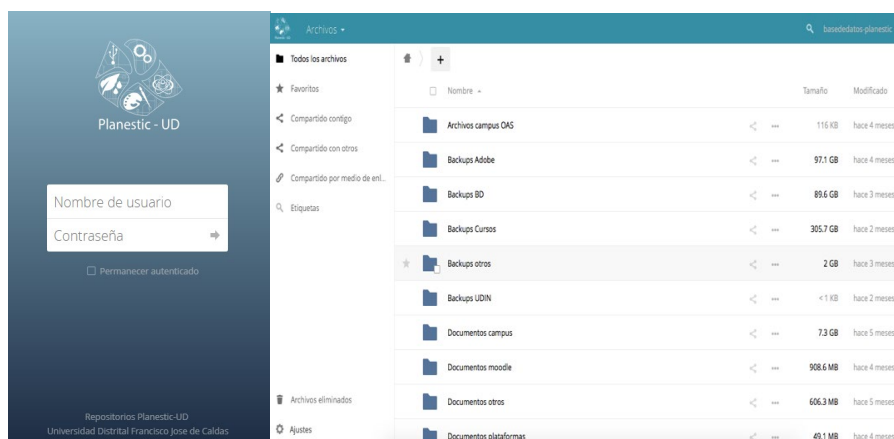 Planestic - UD
Nombre de usuario
Contraseña
Permanecer autenticado
Repositorios Planestic-UD
Universidad Distrital Francisco Jose de Caldas
Archivos
basededatos-planestic
Todos los archivos
Favoritos
Compartido contigo
Compartido con otros
Compartido por medio de enl...
Etiquetas
Archivos eliminados
Ajustes
+
Nombre Tamaño Modificado
Archivos campus OAS 116 KB hace 4 meses
Backups Adobe 97.1 GB hace 4 meses
Backups BD 89.6 GB hace 3 meses
Backups Cursos 305.7 GB hace 2 meses
Backups otros 2 GB hace 3 meses
Backups UDIN < 1 KB hace 2 meses
Documentos campus 7.3 GB hace 5 meses
Documentos moodle 908.6 MB hace 4 meses
Documentos otros 606.3 MB hace 5 meses
Documentos plataformas 49.1 MB hace 4 meses